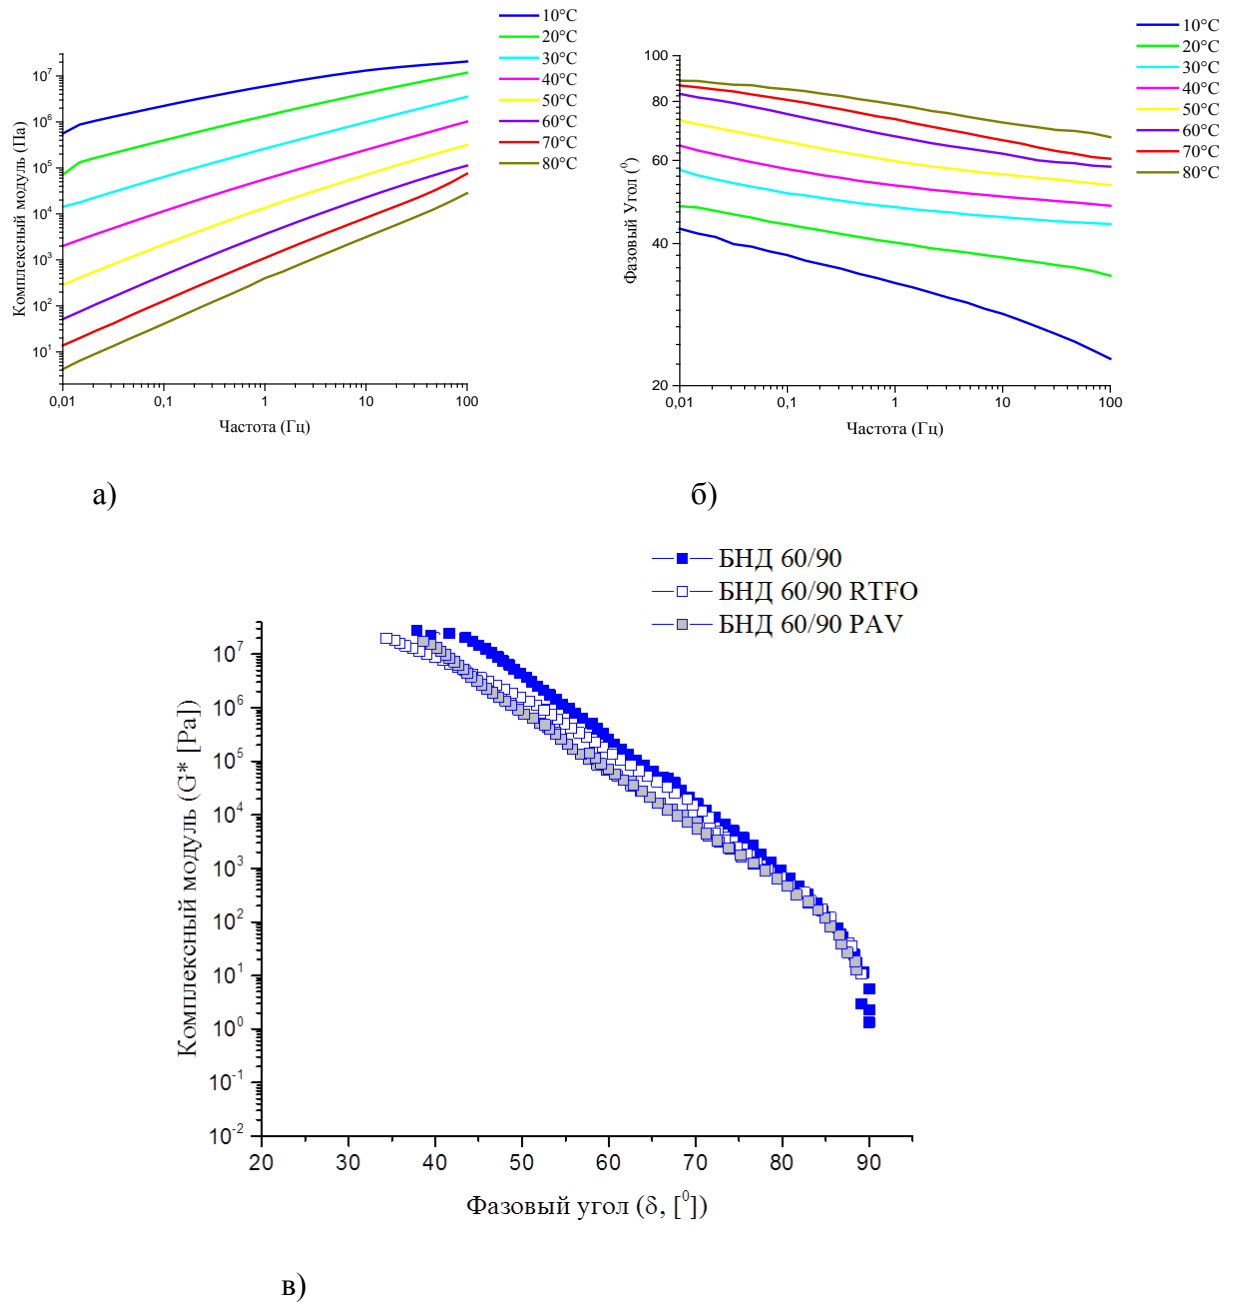 10°C
20°C
30°C
40°C
50°C
60°C
70°C
80°C
Комплексный модуль (Па)
10⁷
10⁶
10⁵
10⁴
10³
10²
10¹
0,01 0,1 1 10 100
Частота (Гц)
а)
10°C
20°C
30°C
40°C
50°C
60°C
70°C
80°C
Фазовый Угол (⁰)
100
80
60
40
20
0,01 0,1 1 10 100
Частота (Гц)
б)
БНД 60/90
БНД 60/90 RTFO
БНД 60/90 PAV
Комплексный модуль (G* [Pa])
10⁷
10⁶
10⁵
10⁴
10³
10²
10¹
10⁰
10⁻¹
10⁻²
20 30 40 50 60 70 80 90
Фазовый угол (δ, [⁰])
в)